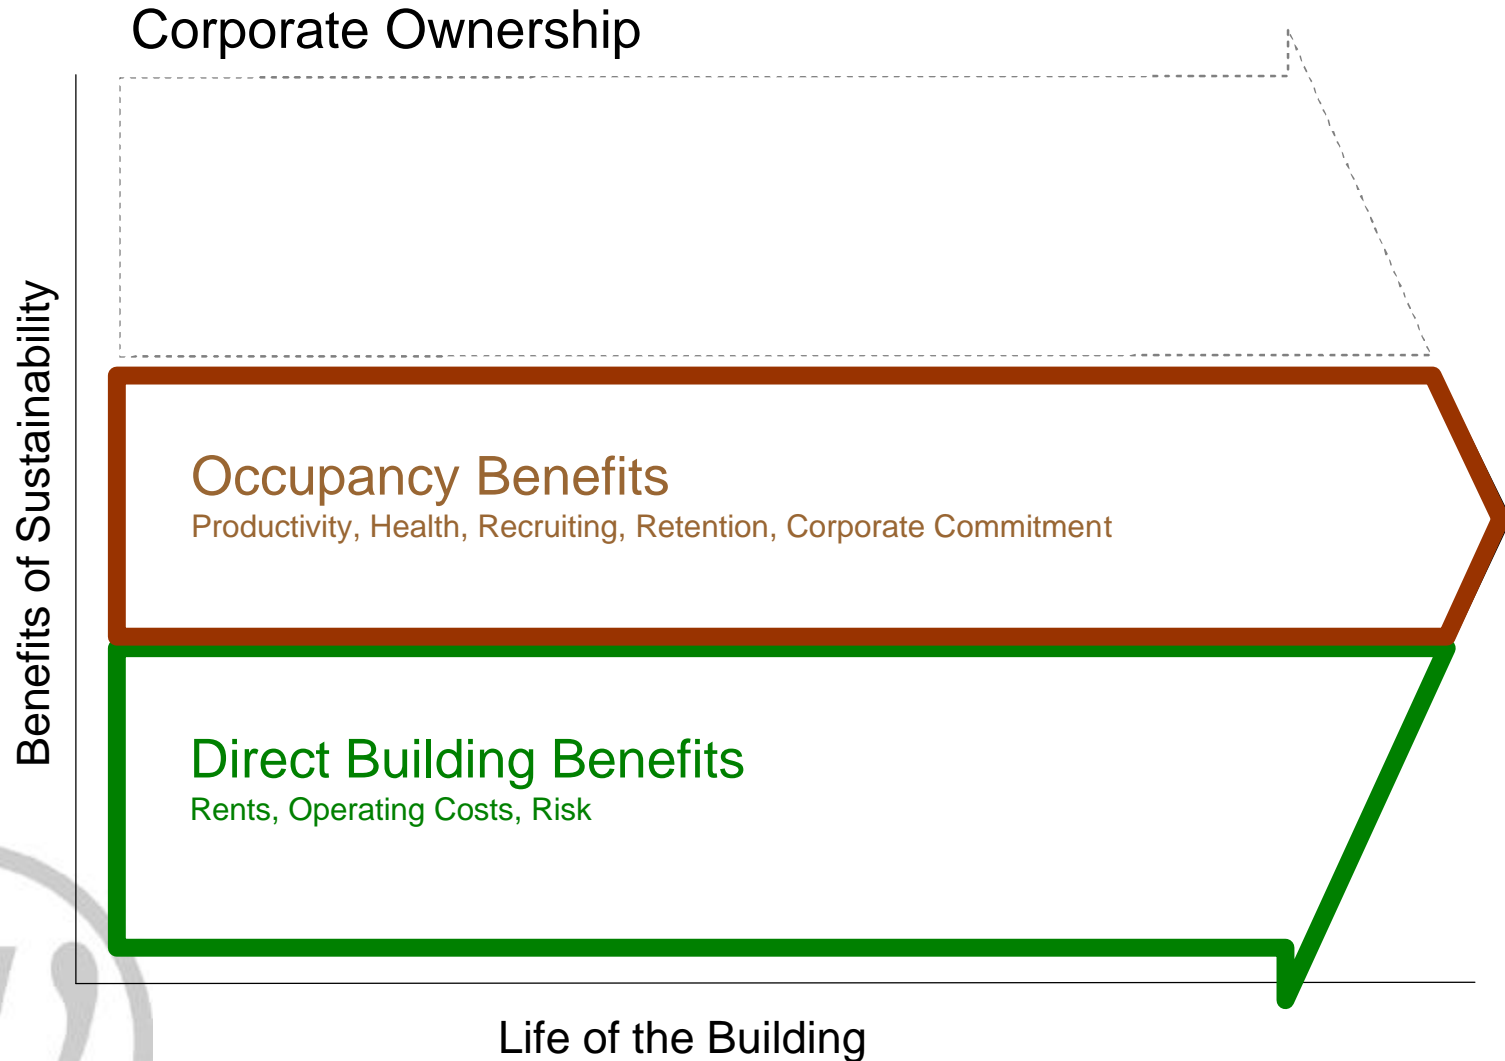 Corporate Ownership
Benefits of Sustainability
Occupancy Benefits
Productivity, Health, Recruiting, Retention, Corporate Commitment
Direct Building Benefits
Rents, Operating Costs, Risk
Life of the Building